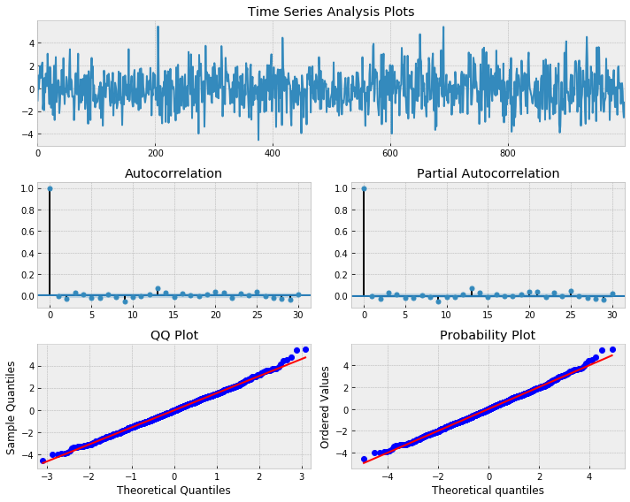 Time Series Analysis Plots
4
2
0
−2
−4
0 200 400 600 800
Autocorrelation
1.0
0.8
0.6
0.4
0.2
0.0
0 5 10 15 20 25 30
Partial Autocorrelation
1.0
0.8
0.6
0.4
0.2
0.0
0 5 10 15 20 25 30
QQ Plot
Sample Quantiles
4
2
0
−2
−4
−3 −2 −1 0 1 2 3
Theoretical Quantiles
Probability Plot
Ordered Values
4
2
0
−2
−4
−4 −2 0 2 4
Theoretical quantiles